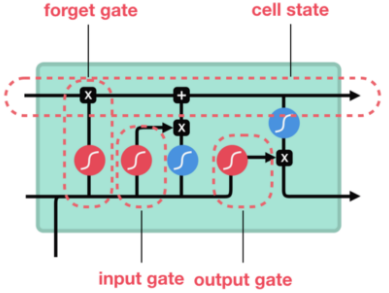 forget gate
cell state
x
+
x
x
input gate
output gate